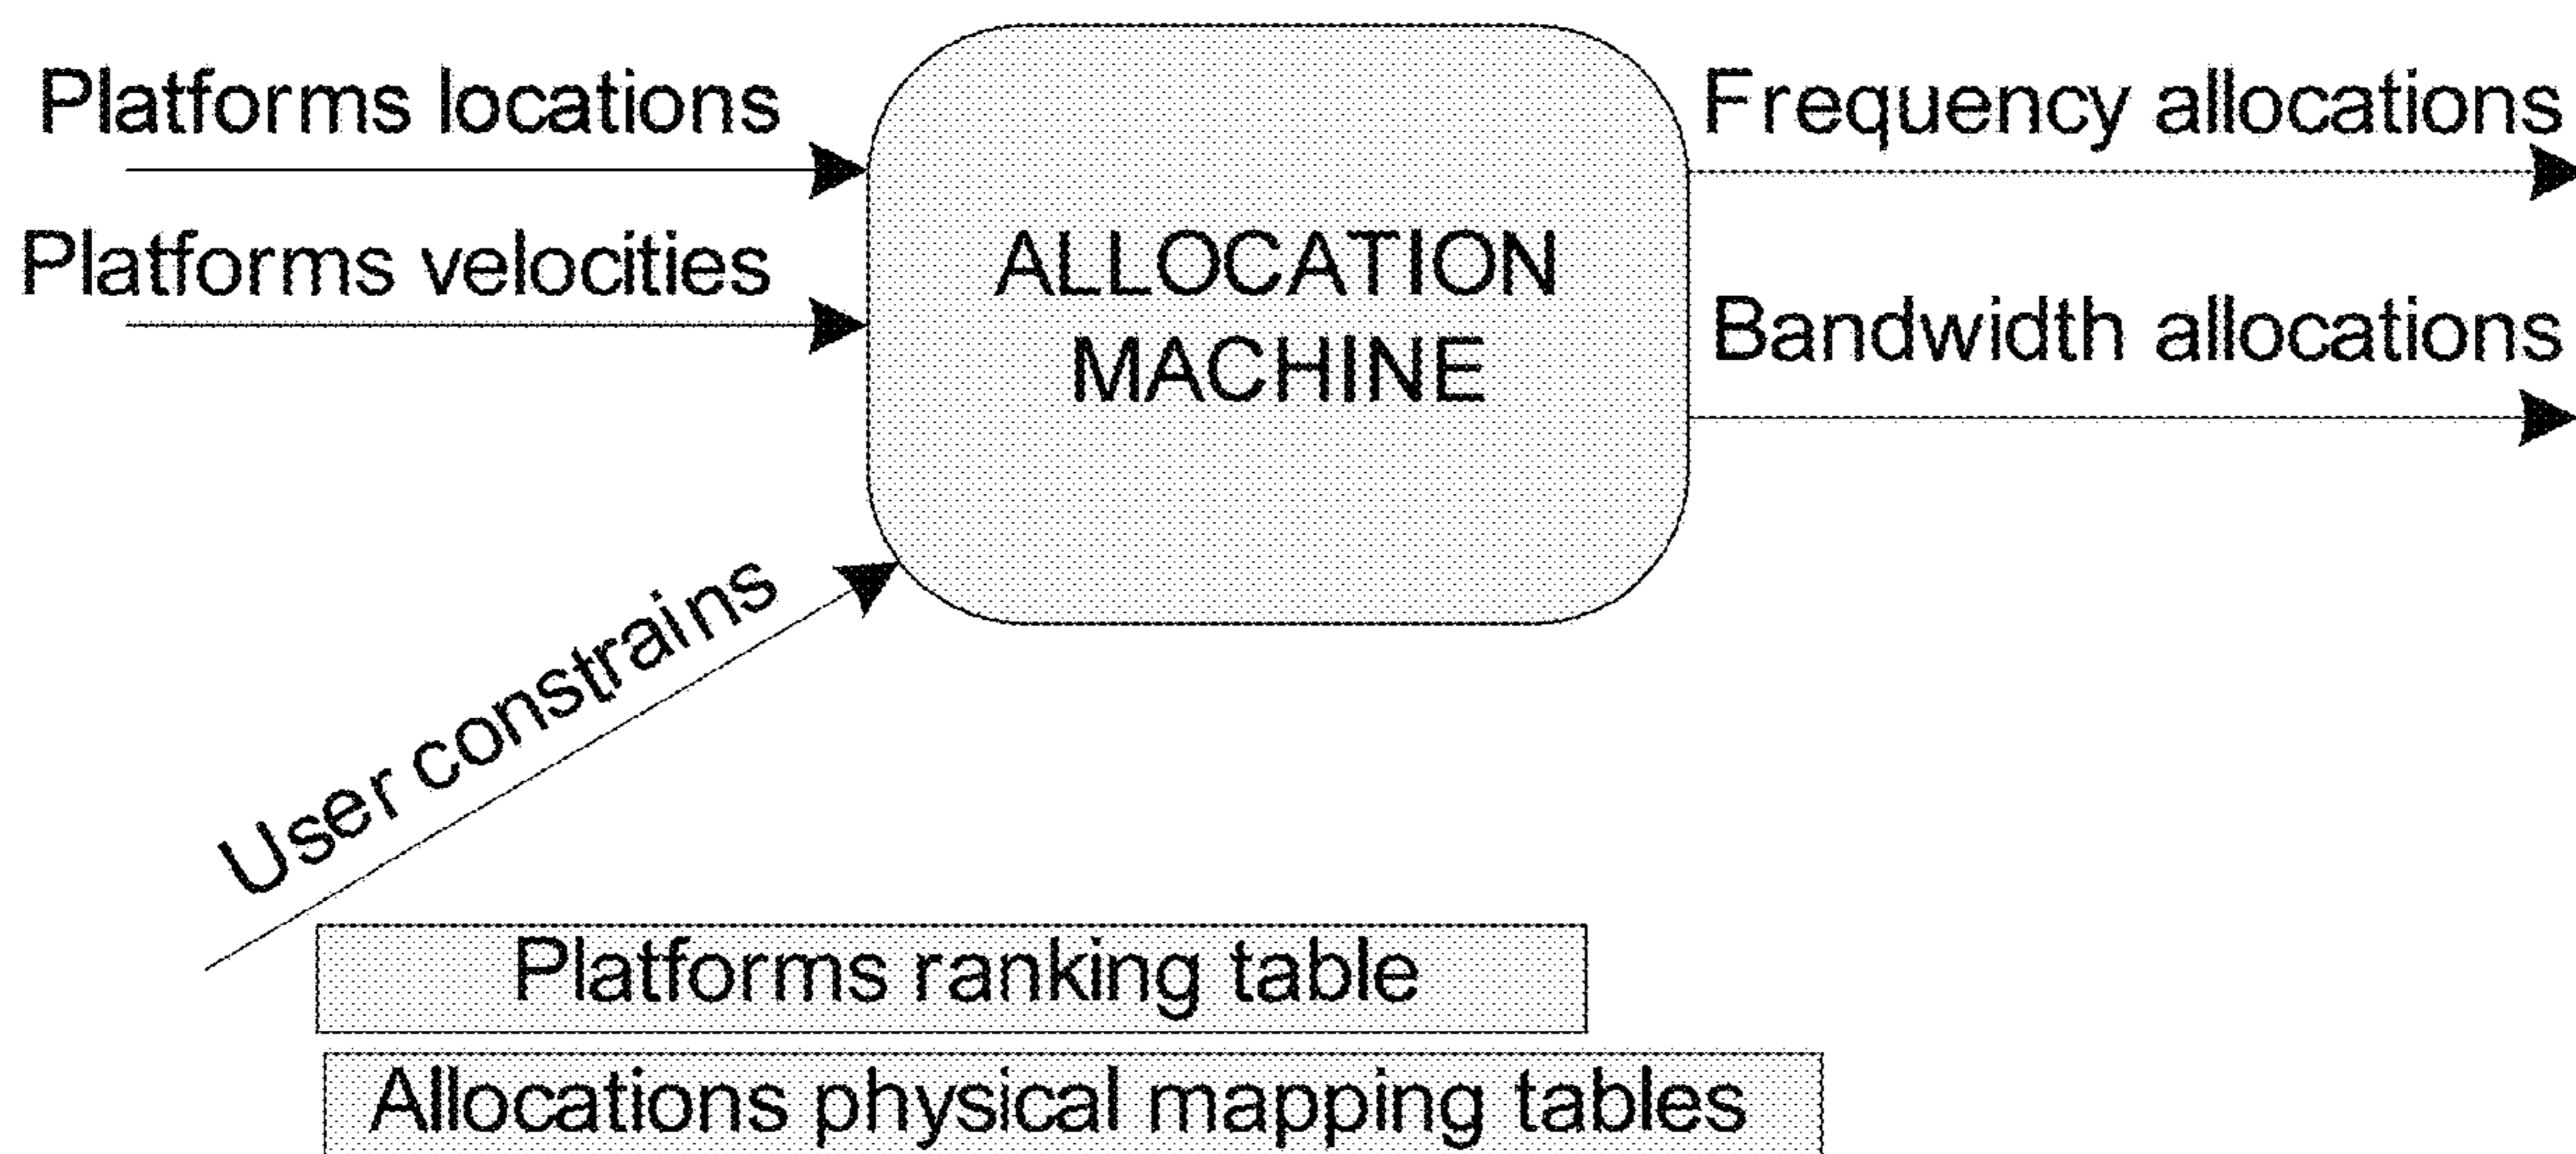 Platforms locations
Platforms velocities
User constrains
ALLOCATION
MACHINE
Frequency allocations
Bandwidth allocations
Platforms ranking table
Allocations physical mapping tables